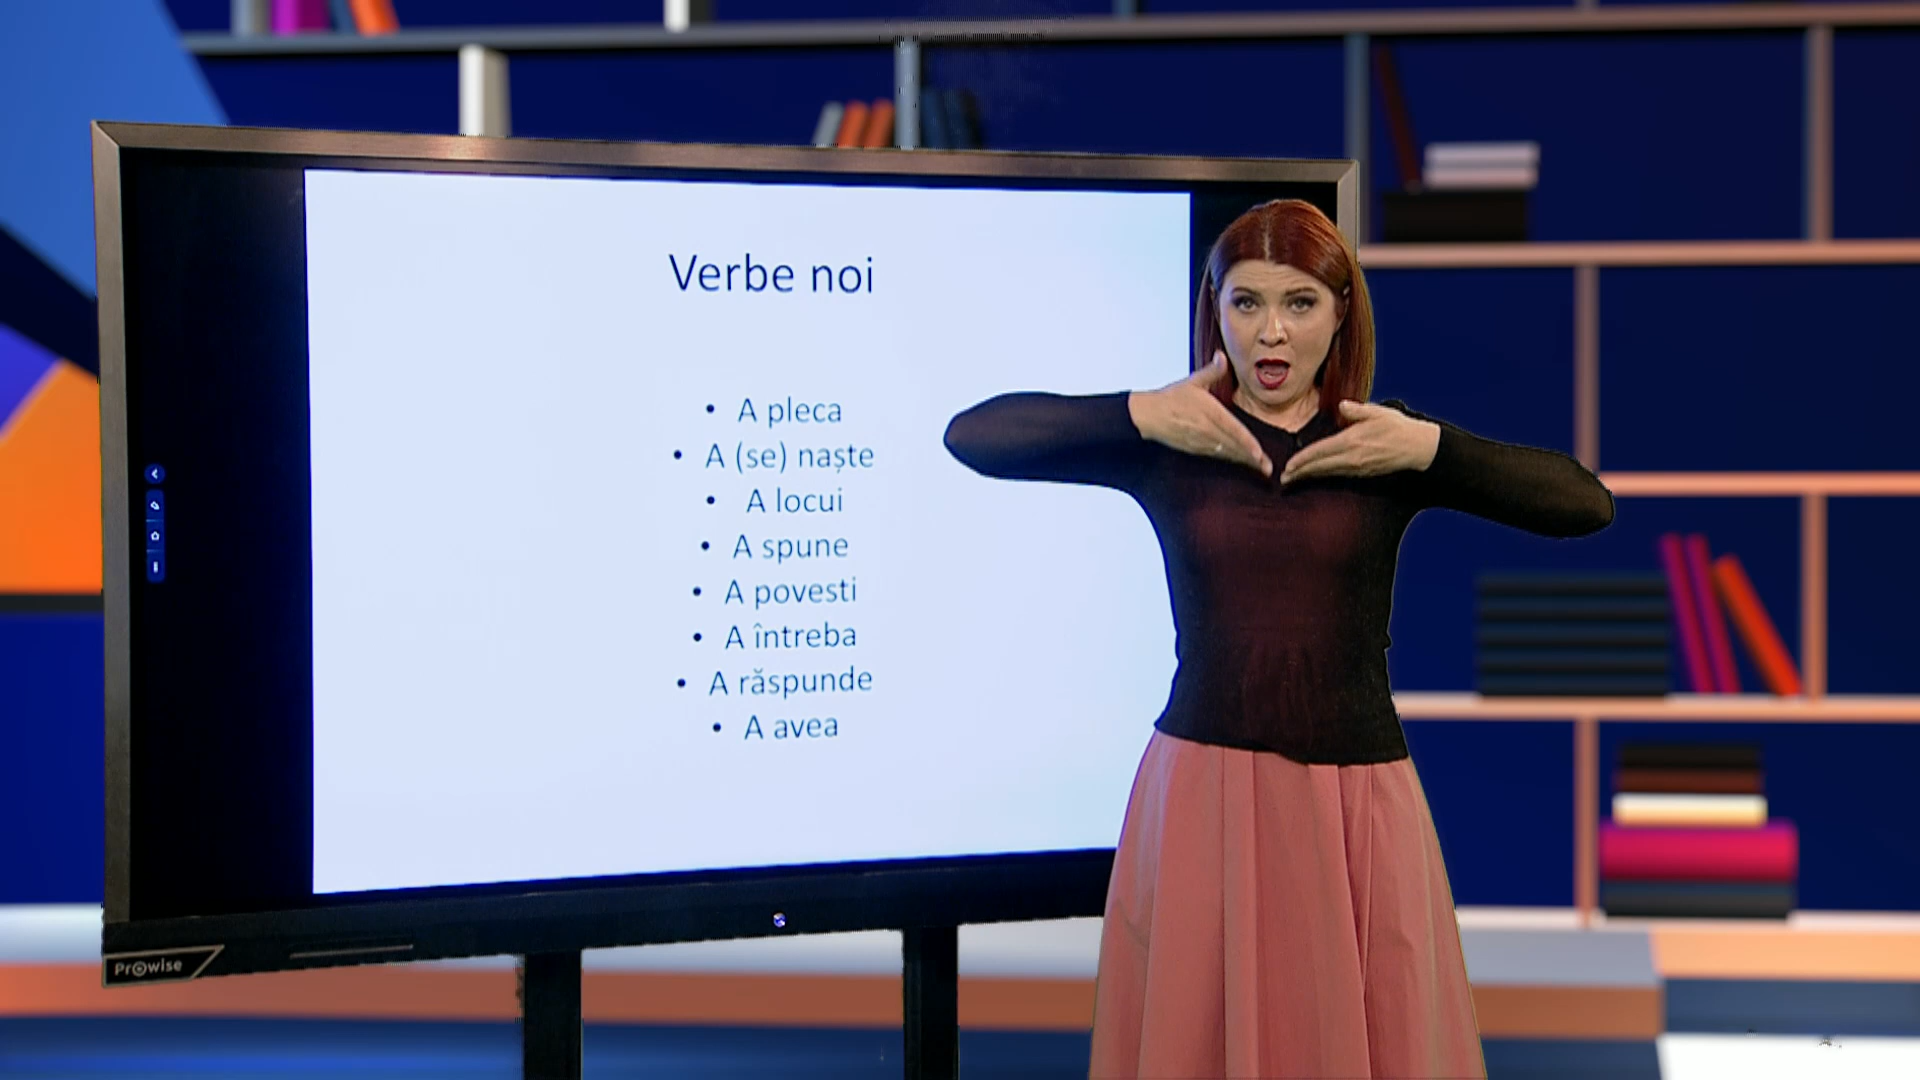 Verbe noi
• A pleca
• A (se) naște
• A locui
• A spune
• A povesti
• A întreba
• A răspunde
• A avea
Prowise